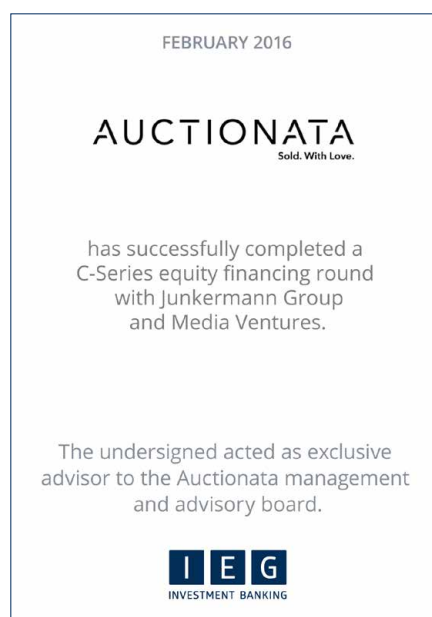 FEBRUARY 2016
AUCTIONATA
Sold. With Love.
has successfully completed a
C-Series equity financing round
with Junkermann Group
and Media Ventures.
The undersigned acted as exclusive
advisor to the Auctionata management
and advisory board.
IEG
INVESTMENT BANKING